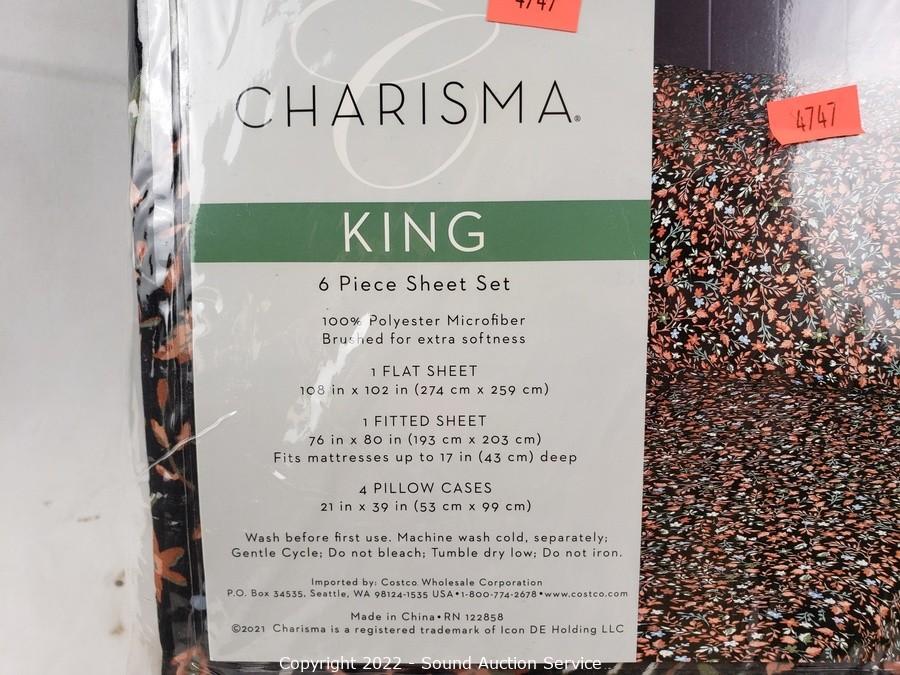 4747
CHARISMA®
4747
KING
6 Piece Sheet Set
100% Polyester Microfiber
Brushed for extra softness
1 FLAT SHEET
108 in x 102 in (274 cm x 259 cm)
1 FITTED SHEET
76 in x 80 in (193 cm x 203 cm)
Fits mattresses up to 17 in (43 cm) deep
4 PILLOW CASES
21 in x 39 in (53 cm x 99 cm)
Wash before first use. Machine wash cold, separately;
Gentle Cycle; Do not bleach; Tumble dry low; Do not iron.
Imported by: Costco Wholesale Corporation
P.O. Box 34535, Seattle, WA 98124-1535 USA•1-800-774-2678•www.costco.com
Made in China•RN 122858
©2021 Charisma is a registered trademark of Icon DE Holding LLC
Copyright 2022 - Sound Auction Service